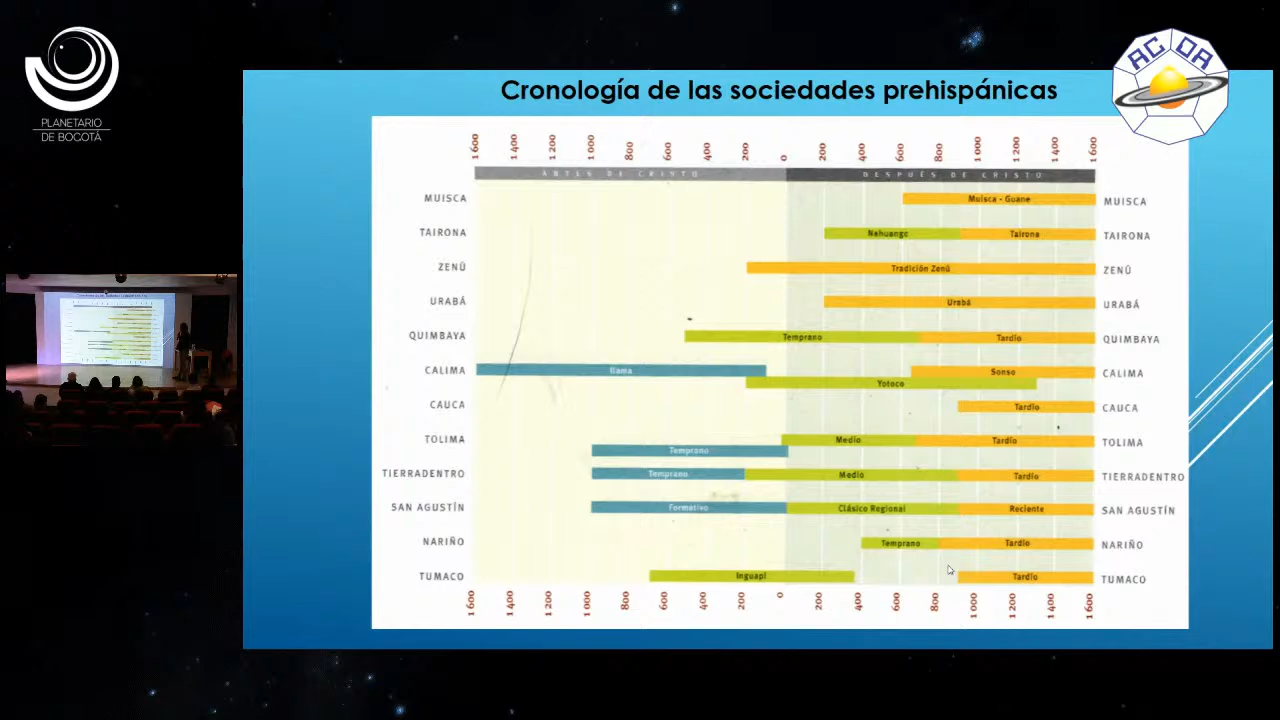 PLANETARIO
DE BOGOTÁ
AC DA
Cronología de las sociedades prehispánicas
1 600 1 400 1 200 1 000 800 600 400 200 0 200 400 600 800 1 000 1 200 1 400 1 600
ANTES DE CRISTO DESPUÉS DE CRISTO
MUISCA Muisca - Guane MUISCA
TAIRONA Nahuange Tairona TAIRONA
ZENÚ Tradición Zenú ZENÚ
URABÁ Urabá URABÁ
QUIMBAYA Temprano Tardío QUIMBAYA
CALIMA Ilama Sonso CALIMA
Yotoco
CAUCA Tardío CAUCA
TOLIMA Medio Tardío TOLIMA
Temprano
TIERRADENTRO Temprano Medio Tardío TIERRADENTRO
SAN AGUSTÍN Formativo Clásico Regional Reciente SAN AGUSTÍN
NARIÑO Temprano Tardío NARIÑO
TUMACO Inguapí Tardío TUMACO
1 600 1 400 1 200 1 000 800 600 400 200 0 200 400 600 800 1 000 1 200 1 400 1 600